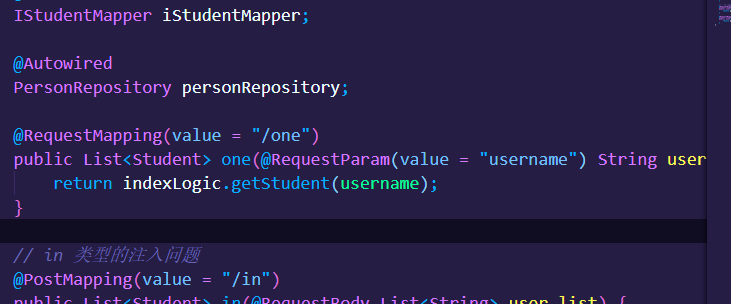 IStudentMapper iStudentMapper;
@Autowired
PersonRepository personRepository;
@RequestMapping(value = "/one")
public List<Student> one(@RequestParam(value = "username") String user
return indexLogic.getStudent(username);
}
// in 类型的注入问题
@PostMapping(value = "/in")
public List<Student> in(@RequestBody List<String> user_list) {